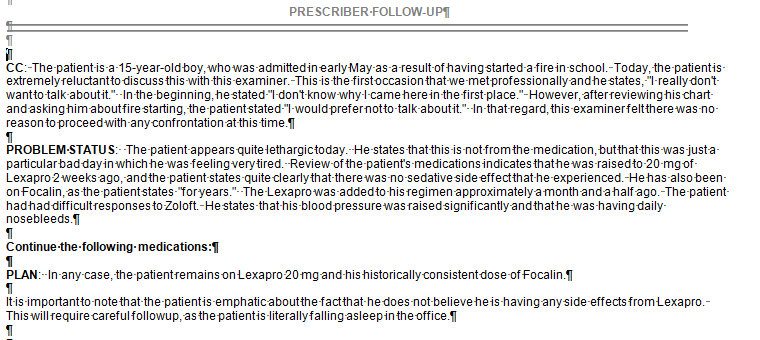 PRESCRIBER FOLLOW-UP¶
¶
¶
¶
CC: The patient is a 15-year-old boy, who was admitted in early May as a result of having started a fire in school. Today, the patient is
extremely reluctant to discuss this with this examiner. This is the first occasion that we met professionally and he states, "I really don't
want to talk about it." In the beginning, he stated "I don't know why I came here in the first place." However, after reviewing his chart
and asking him about fire starting, the patient stated "I would prefer not to talk about it." In that regard, this examiner felt there was no
reason to proceed with any confrontation at this time.¶
¶
PROBLEM STATUS: The patient appears quite lethargic today. He states that this is not from the medication, but that this was just a
particular bad day in which he was feeling very tired. Review of the patient's medications indicates that he was raised to 20 mg of
Lexapro 2 weeks ago, and the patient states quite clearly that there was no sedative side effect that he experienced. He has also been
on Focalin, as the patient states "for years." The Lexapro was added to his regimen approximately a month and a half ago. The patient
had had difficult responses to Zoloft. He states that his blood pressure was raised significantly and that he was having daily
nosebleeds.¶
¶
Continue the following medications:¶
¶
PLAN: In any case, the patient remains on Lexapro 20 mg and his historically consistent dose of Focalin.¶
¶
It is important to note that the patient is emphatic about the fact that he does not believe he is having any side effects from Lexapro.
This will require careful followup, as the patient is literally falling asleep in the office.¶
¶